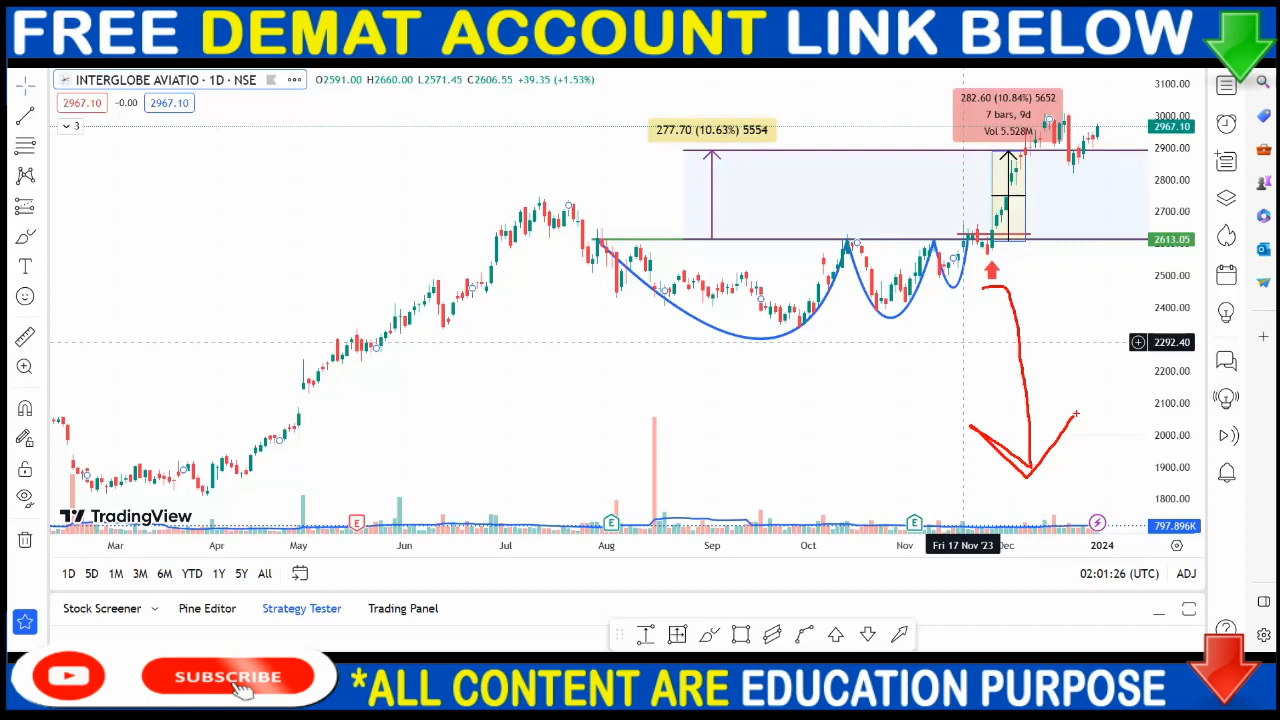 FREE DEMAT ACCOUNT LINK BELOW
INTERGLOBE AVIATIO · 1D · NSE
O2591.00 H2660.00 L2571.45 C2606.55 +39.35 (+1.53%)
2967.10 -0.00 2967.10
3
277.70 (10.63%) 5554
282.60 (10.84%) 5652
7 bars, 9d
Vol 5.528M
3100.00
3000.00
2967.10
2900.00
2800.00
2700.00
2613.05
2500.00
2400.00
2292.40
2200.00
2100.00
2000.00
1900.00
1800.00
797.896K
TradingView
E E E
Mar Apr May Jun Jul Aug Sep Oct Nov Fri 17 Nov '23 Dec 2024
1D 5D 1M 3M 6M YTD 1Y 5Y All
02:01:26 (UTC) ADJ
Stock Screener Pine Editor Strategy Tester Trading Panel
SUBSCRIBE
*ALL CONTENT ARE EDUCATION PURPOSE